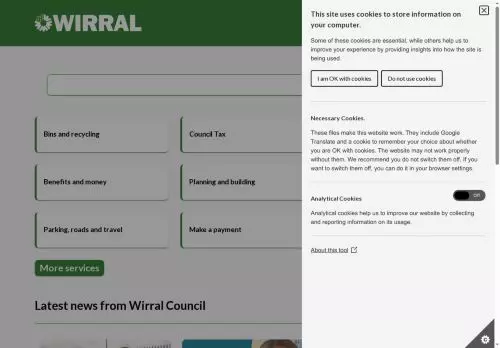 WIRRAL
Bins and recycling
Council Tax
Benefits and money
Planning and building
Parking, roads and travel
Make a payment
More services
Latest news from Wirral Council
This site uses cookies to store information on
your computer.
Some of these cookies are essential, while others help us to
improve your experience by providing insights into how the site is
being used.
I am OK with cookies
Do not use cookies
Necessary Cookies.
These files make this website work. They include Google
Translate and a cookie to remember your choice about whether
you are OK with cookies. The website may not work properly
without them. We recommend you do not switch them off, if you
want to switch them off, you can do it in your browser settings.
Analytical Cookies
Off
Analytical cookies help us to improve our website by collecting
and reporting information on its usage.
About this tool